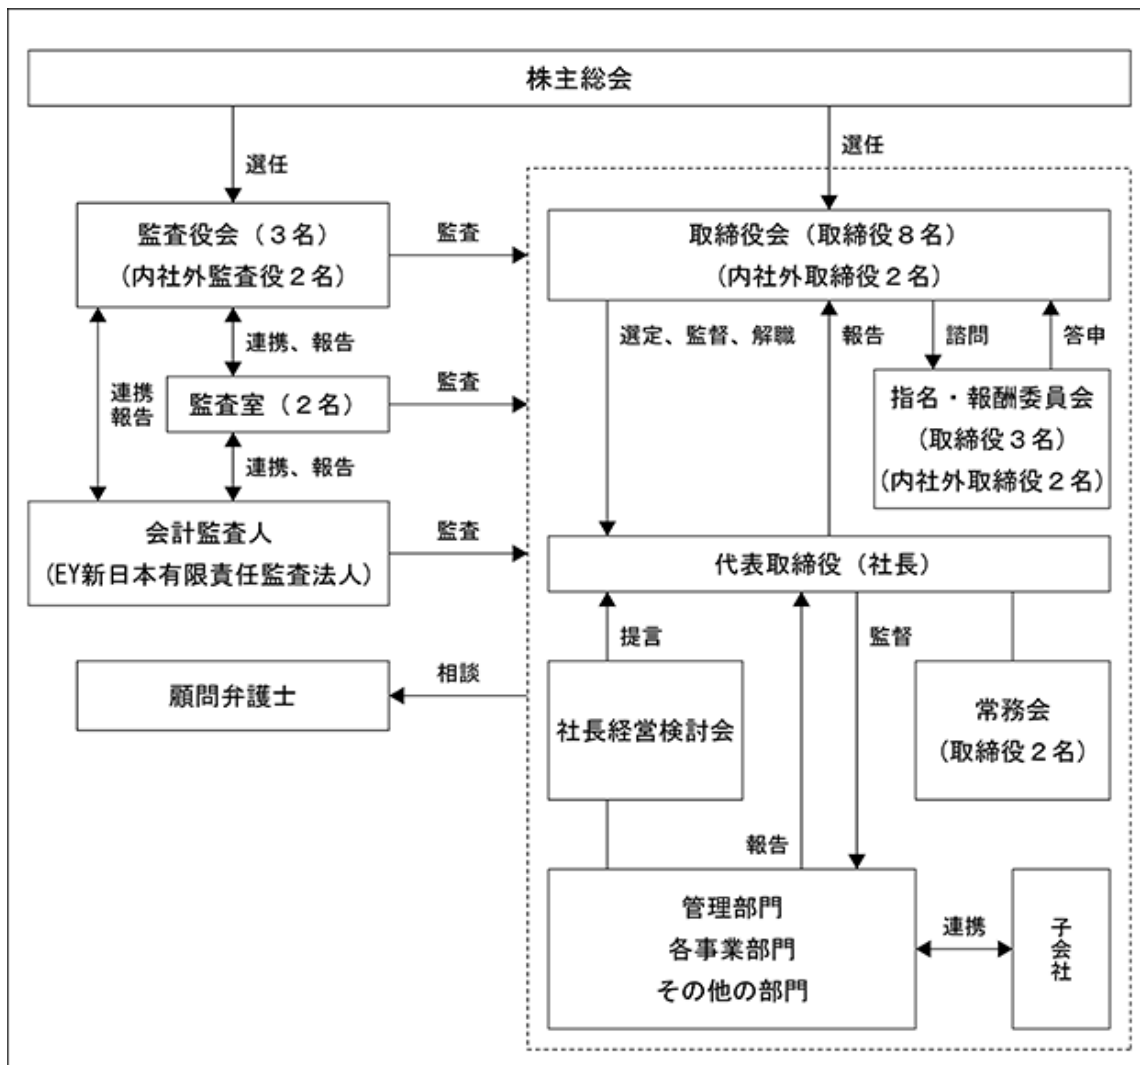 株主総会
選任
選任
監査役会（３名）
（内社外監査役２名）
監査
取締役会（取締役８名）
（内社外取締役２名）
連携、報告
選定、監督、解職
報告
諮問
答申
連携
報告
監査室（２名）
監査
指名・報酬委員会
（取締役３名）
（内社外取締役２名）
連携、報告
会計監査人
（EY新日本有限責任監査法人）
監査
代表取締役（社長）
提言
監督
顧問弁護士
相談
社長経営検討会
常務会
（取締役２名）
報告
管理部門
各事業部門
その他の部門
連携
子会社